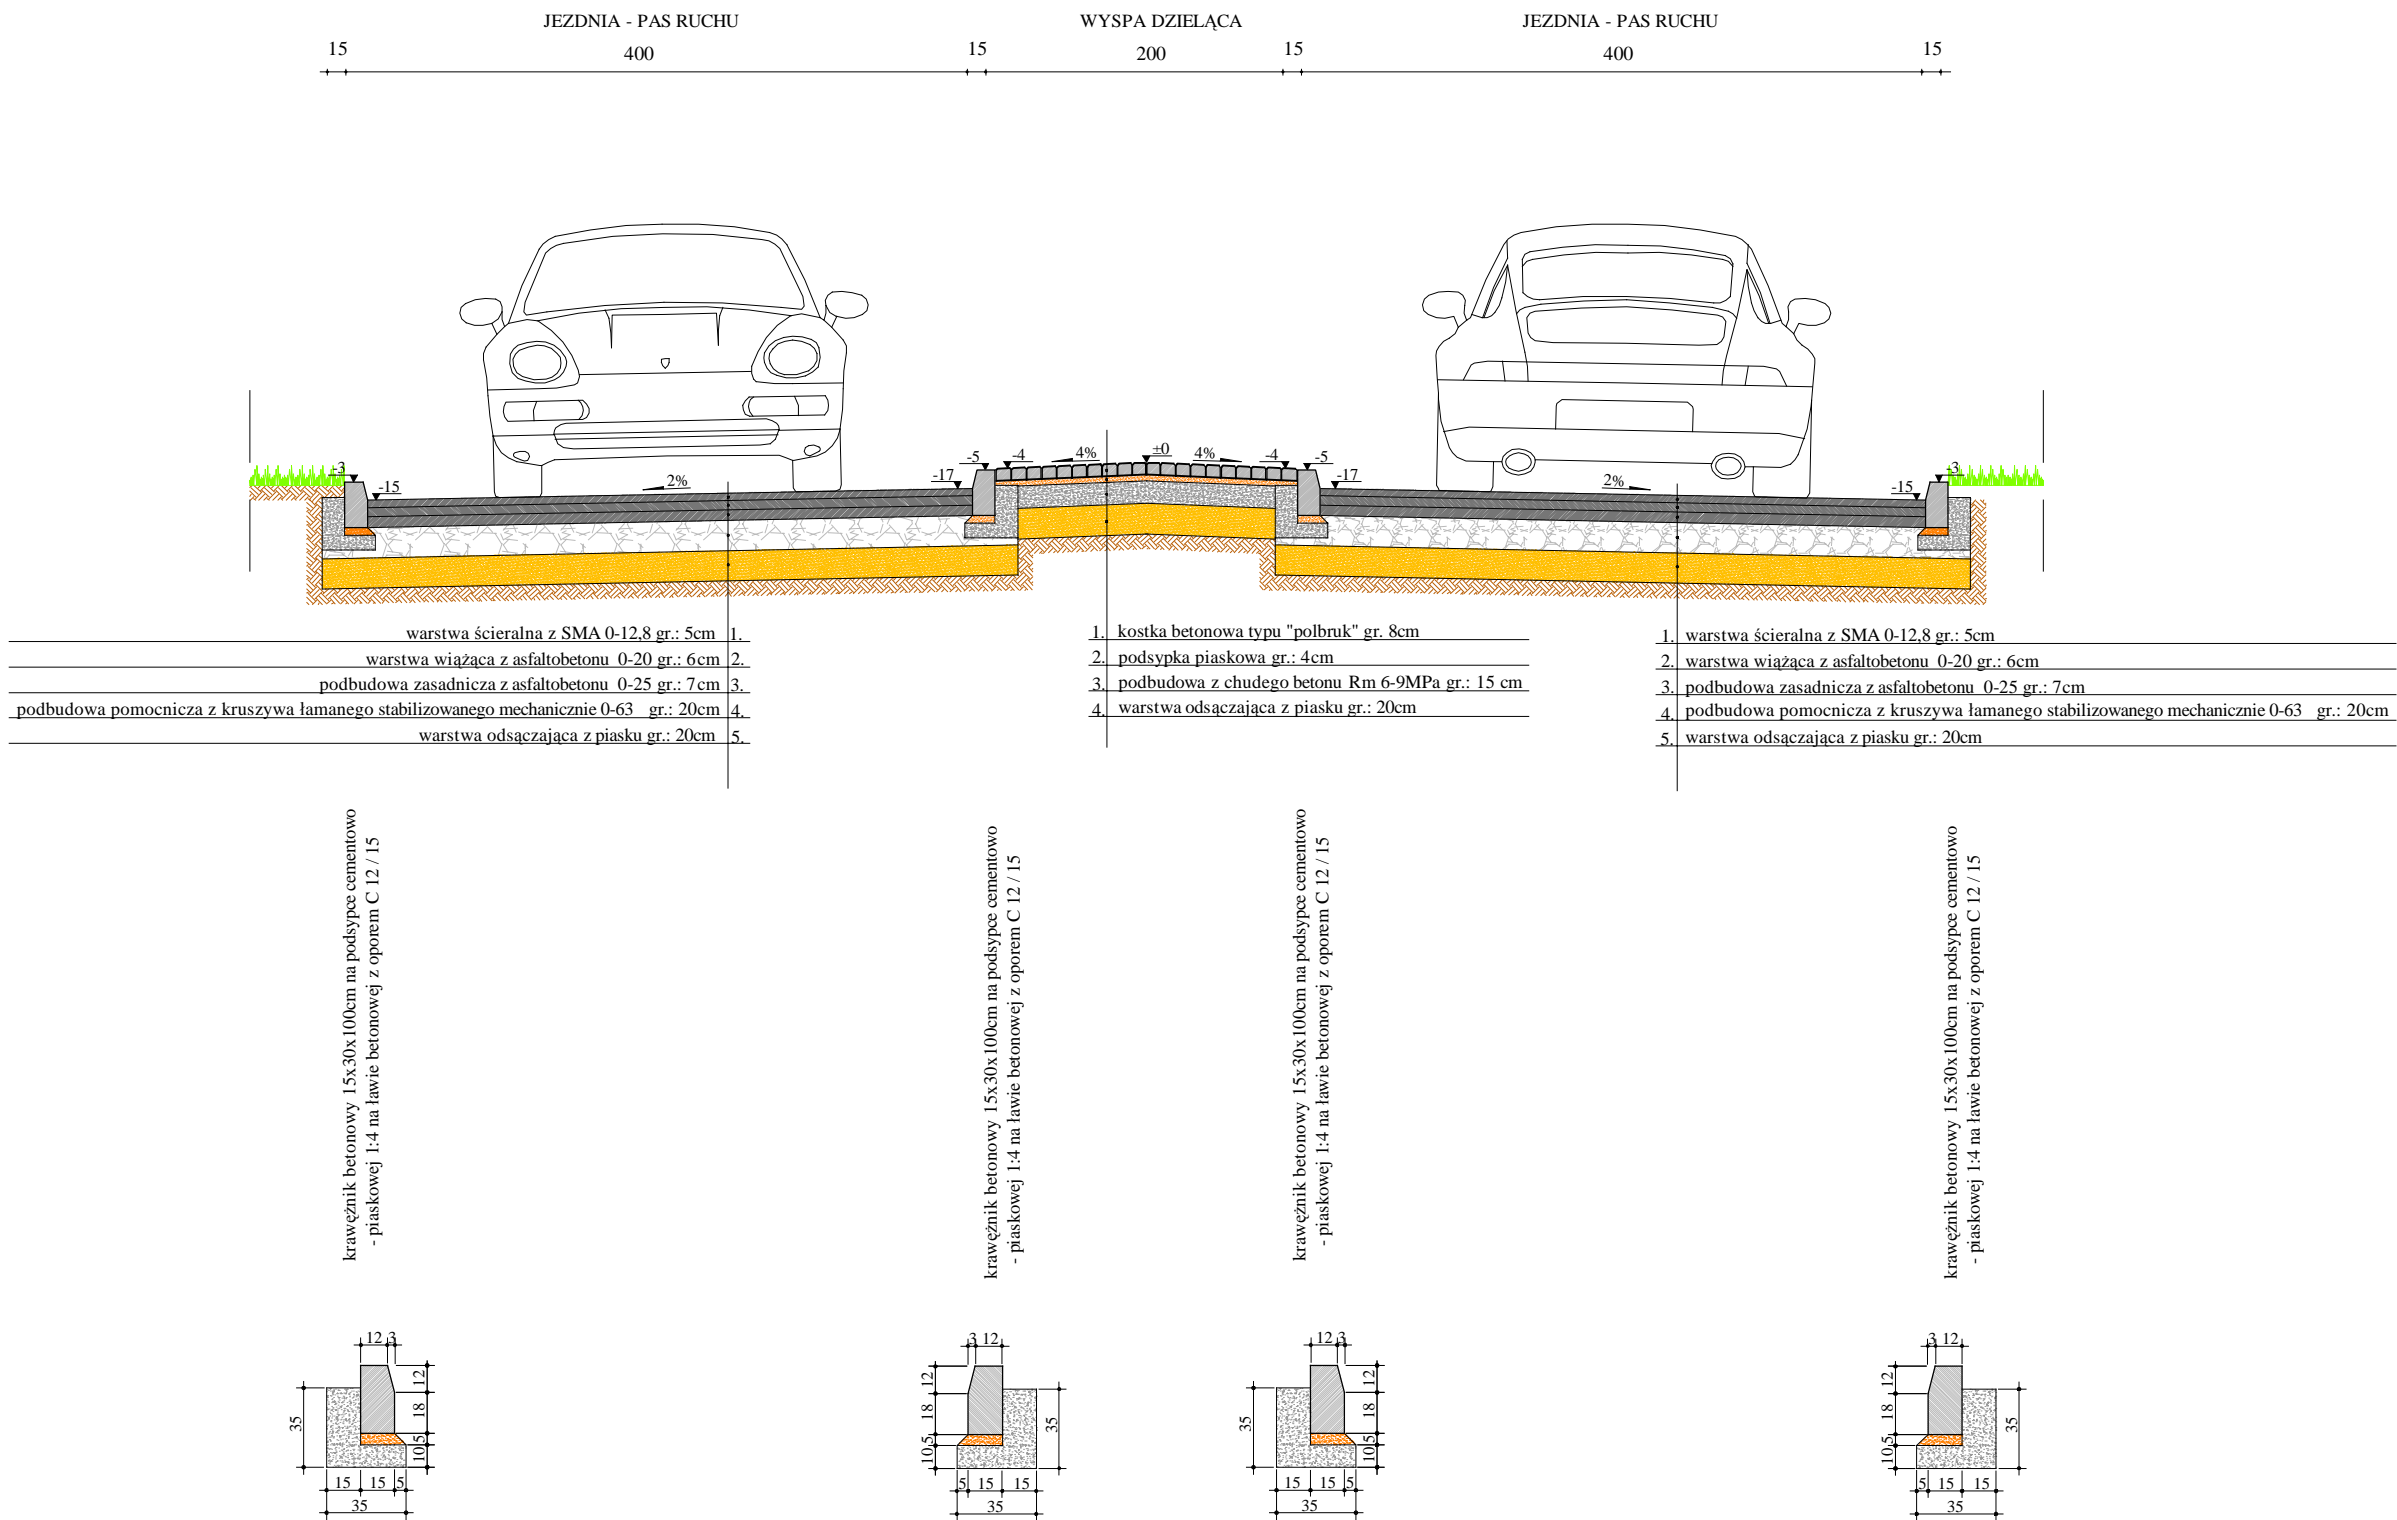 JEZDNIA - PAS RUCHU
WYSPA DZIELĄCA
JEZDNIA - PAS RUCHU
15
400
15
200
15
400
15
-3
-15
2%
-17
-5
-4
4%
±0
4%
-4
-5
-17
2%
-15
-3
warstwa ścieralna z SMA 0-12,8 gr.: 5cm 1.
warstwa wiążąca z asfaltobetonu 0-20 gr.: 6cm 2.
podbudowa zasadnicza z asfaltobetonu 0-25 gr.: 7cm 3.
podbudowa pomocnicza z kruszywa łamanego stabilizowanego mechanicznie 0-63 gr.: 20cm 4.
warstwa odsączająca z piasku gr.: 20cm 5.
1. kostka betonowa typu "polbruk" gr. 8cm
2. podsypka piaskowa gr.: 4cm
3. podbudowa z chudego betonu Rm 6-9MPa gr.: 15 cm
4. warstwa odsączająca z piasku gr.: 20cm
1. warstwa ścieralna z SMA 0-12,8 gr.: 5cm
2. warstwa wiążąca z asfaltobetonu 0-20 gr.: 6cm
3. podbudowa zasadnicza z asfaltobetonu 0-25 gr.: 7cm
4. podbudowa pomocnicza z kruszywa łamanego stabilizowanego mechanicznie 0-63 gr.: 20cm
5. warstwa odsączająca z piasku gr.: 20cm
krawężnik betonowy 15x30x100cm na podsypce cementowo
- piaskowej 1:4 na ławie betonowej z oporem C 12 / 15
krawężnik betonowy 15x30x100cm na podsypce cementowo
- piaskowej 1:4 na ławie betonowej z oporem C 12 / 15
krawężnik betonowy 15x30x100cm na podsypce cementowo
- piaskowej 1:4 na ławie betonowej z oporem C 12 / 15
krawężnik betonowy 15x30x100cm na podsypce cementowo
- piaskowej 1:4 na ławie betonowej z oporem C 12 / 15
12 3
12
18
5
10
35
15 15 5
35
3 12
12
18
5
10
35
5 15 15
35
12 3
12
18
5
10
35
15 15 5
35
3 12
12
18
5
10
35
5 15 15
35